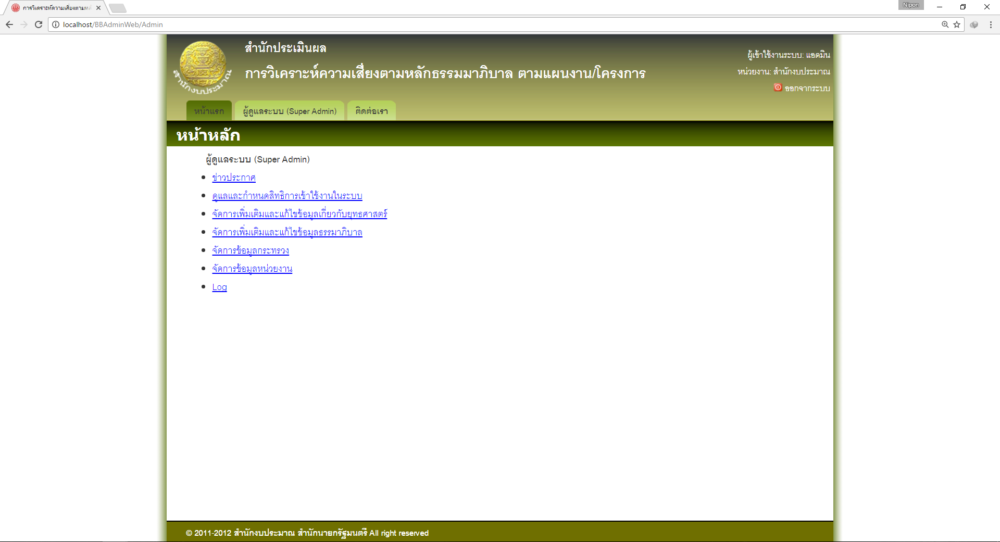 การวิเคราะห์ความเสี่ยงตามหล
Nipon
localhost/BBAdminWeb/Admin
สำนักงบประมาณ
สำนักประเมินผล
การวิเคราะห์ความเสี่ยงตามหลักธรรมมาภิบาล ตามแผนงาน/โครงการ
ผู้เข้าใช้งานระบบ: แอดมิน
หน่วยงาน: สำนักงบประมาณ
ออกจากระบบ
หน้าแรก ผู้ดูแลระบบ (Super Admin) ติดต่อเรา
หน้าหลัก
ผู้ดูแลระบบ (Super Admin)
ข่าวประกาศ
ดูแลและกำหนดสิทธิการเข้าใช้งานในระบบ
จัดการเพิ่มเติมและแก้ไขข้อมูลเกี่ยวกับยุทธศาสตร์
จัดการเพิ่มเติมและแก้ไขข้อมูลธรรมาภิบาล
จัดการข้อมูลกระทรวง
จัดการข้อมูลหน่วยงาน
Log
© 2011-2012 สำนักงบประมาณ สำนักนายกรัฐมนตรี All right reserved